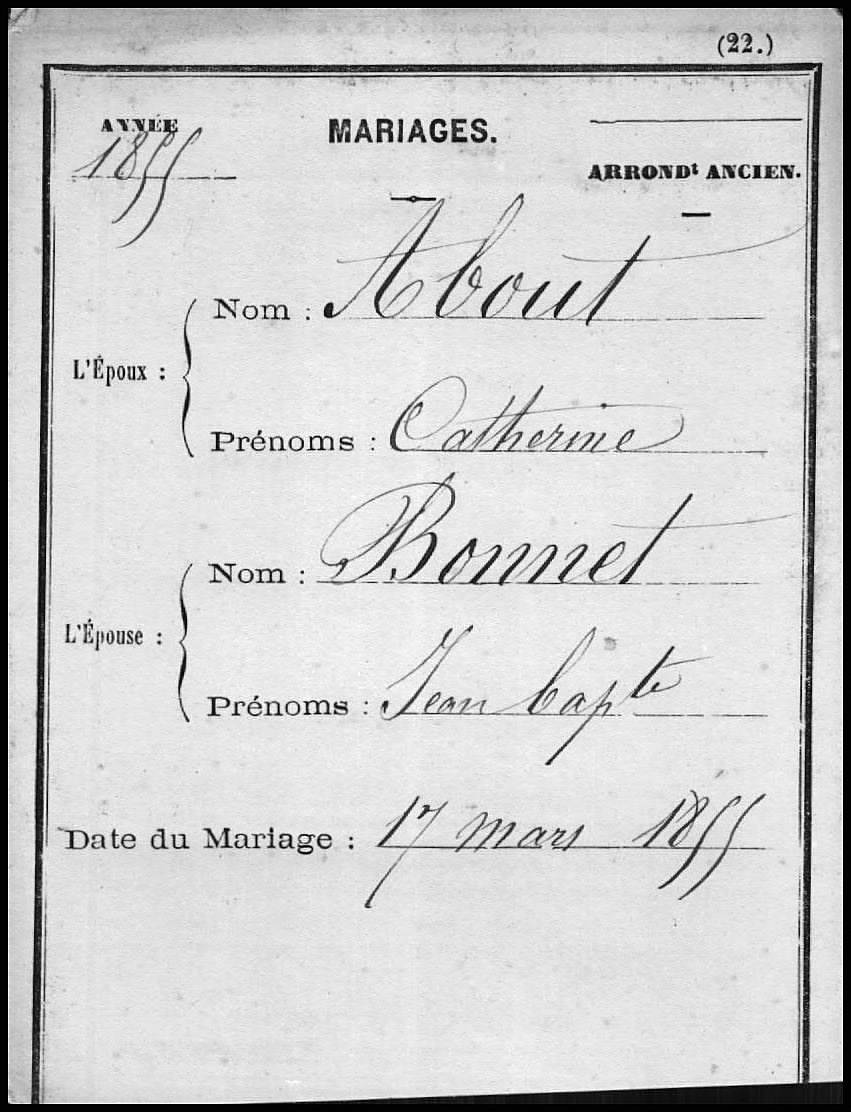 (22.)
ANNÉE
1855
MARIAGES.
ARRONDt ANCIEN.
Nom : About
L'Époux :
Prénoms : Catherine
Nom : Bonnet
L'Épouse :
Prénoms : Jean bapte
Date du Mariage : 17 mars 1855